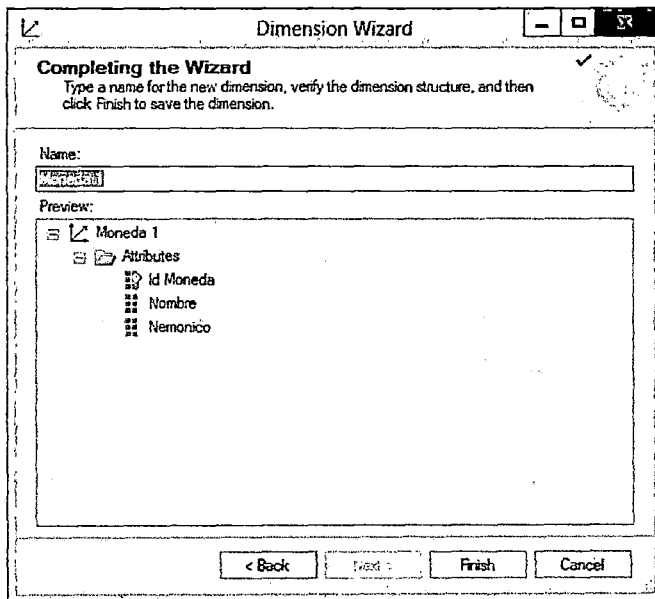 Dimension Wizard
Completing the Wizard
Type a name for the new dimension, verify the dimension structure, and then
click Finish to save the dimension.
Name:
Preview:
Moneda 1
Attributes
Id Moneda
Nombre
Nemonico
< Back
Next >
Finish
Cancel